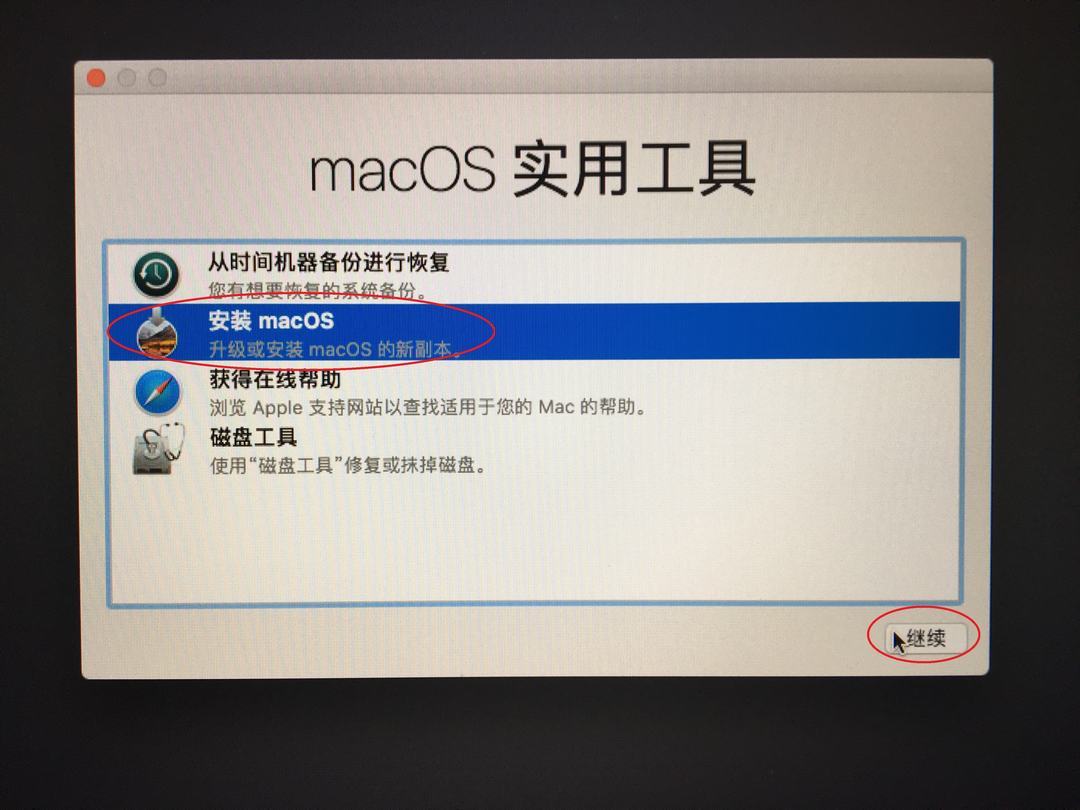 macOS 实用工具
从时间机器备份进行恢复
您有想要恢复的系统备份。
安装 macOS
升级或安装 macOS 的新副本。
获得在线帮助
浏览 Apple 支持网站以查找适用于您的 Mac 的帮助。
磁盘工具
使用“磁盘工具”修复或抹掉磁盘。
继续